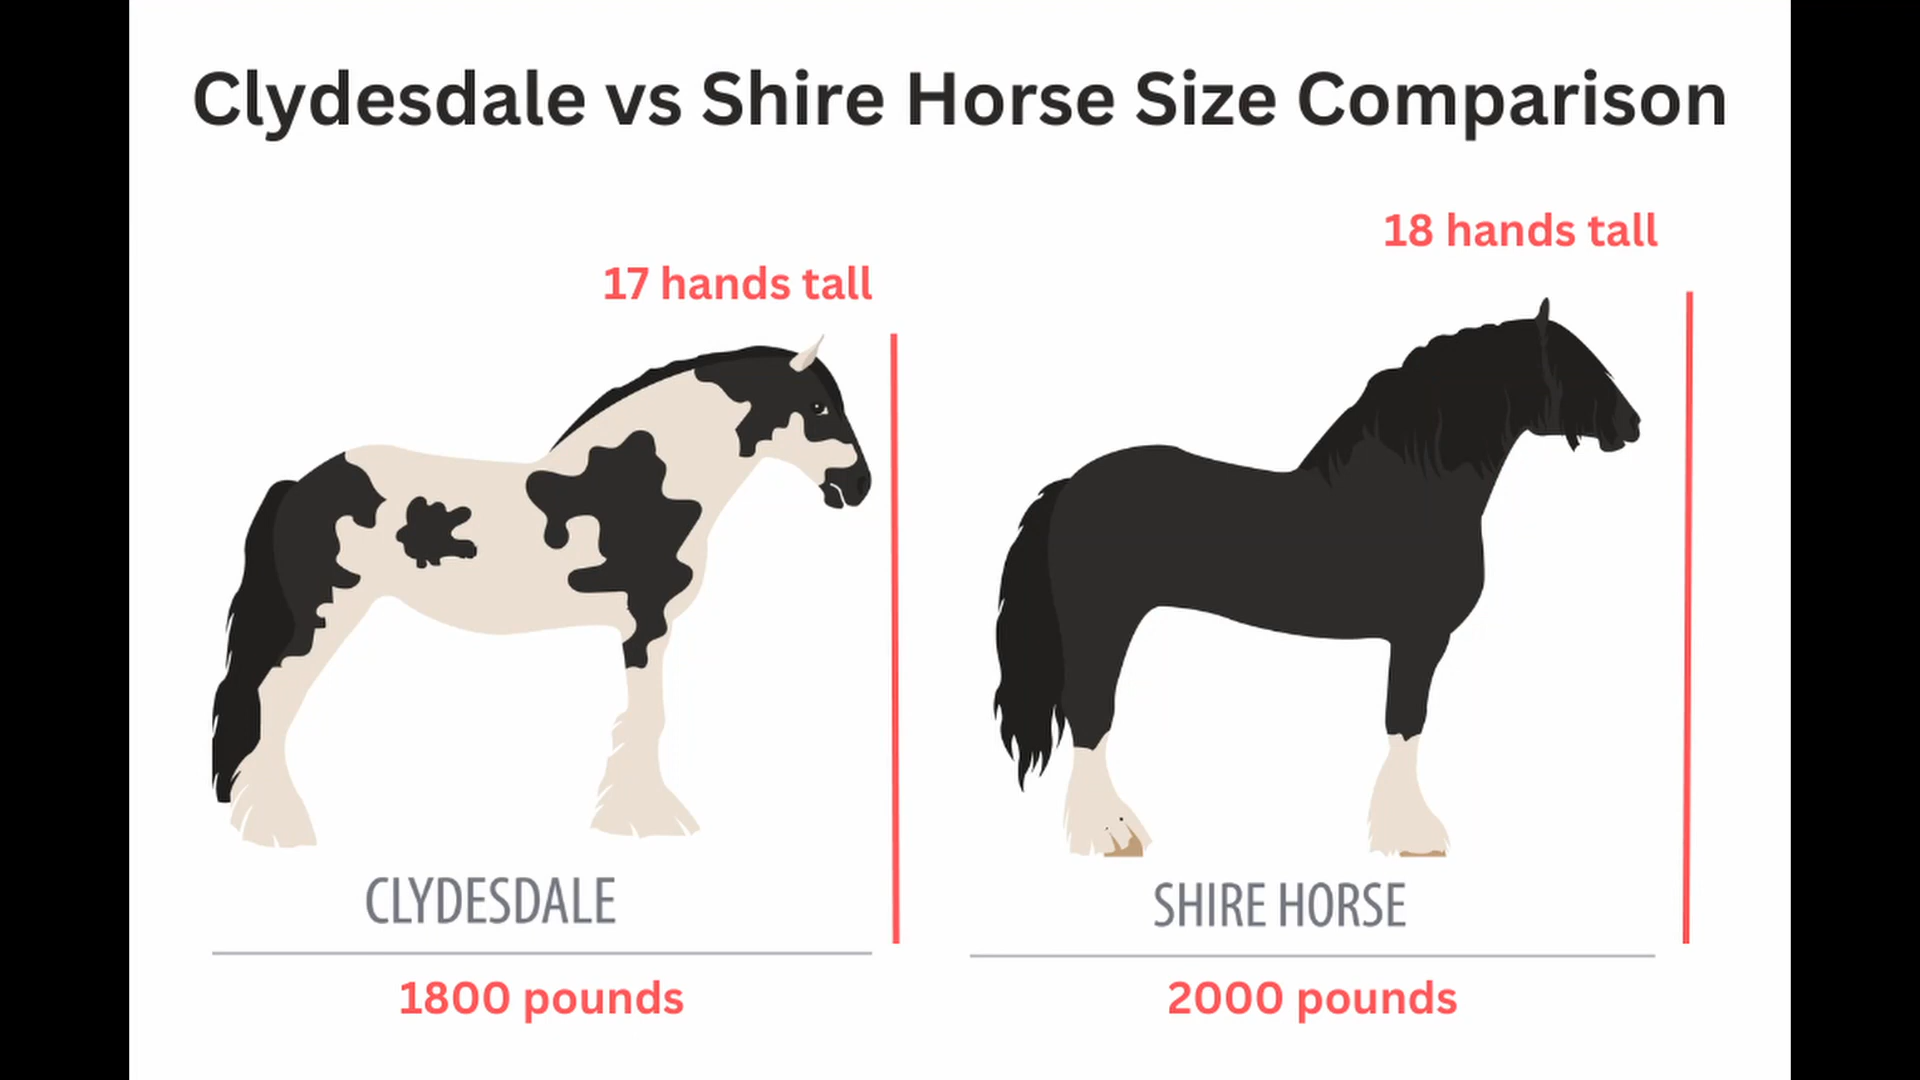 Clydesdale vs Shire Horse Size Comparison
18 hands tall
17 hands tall
CLYDESDALE
SHIRE HORSE
1800 pounds
2000 pounds